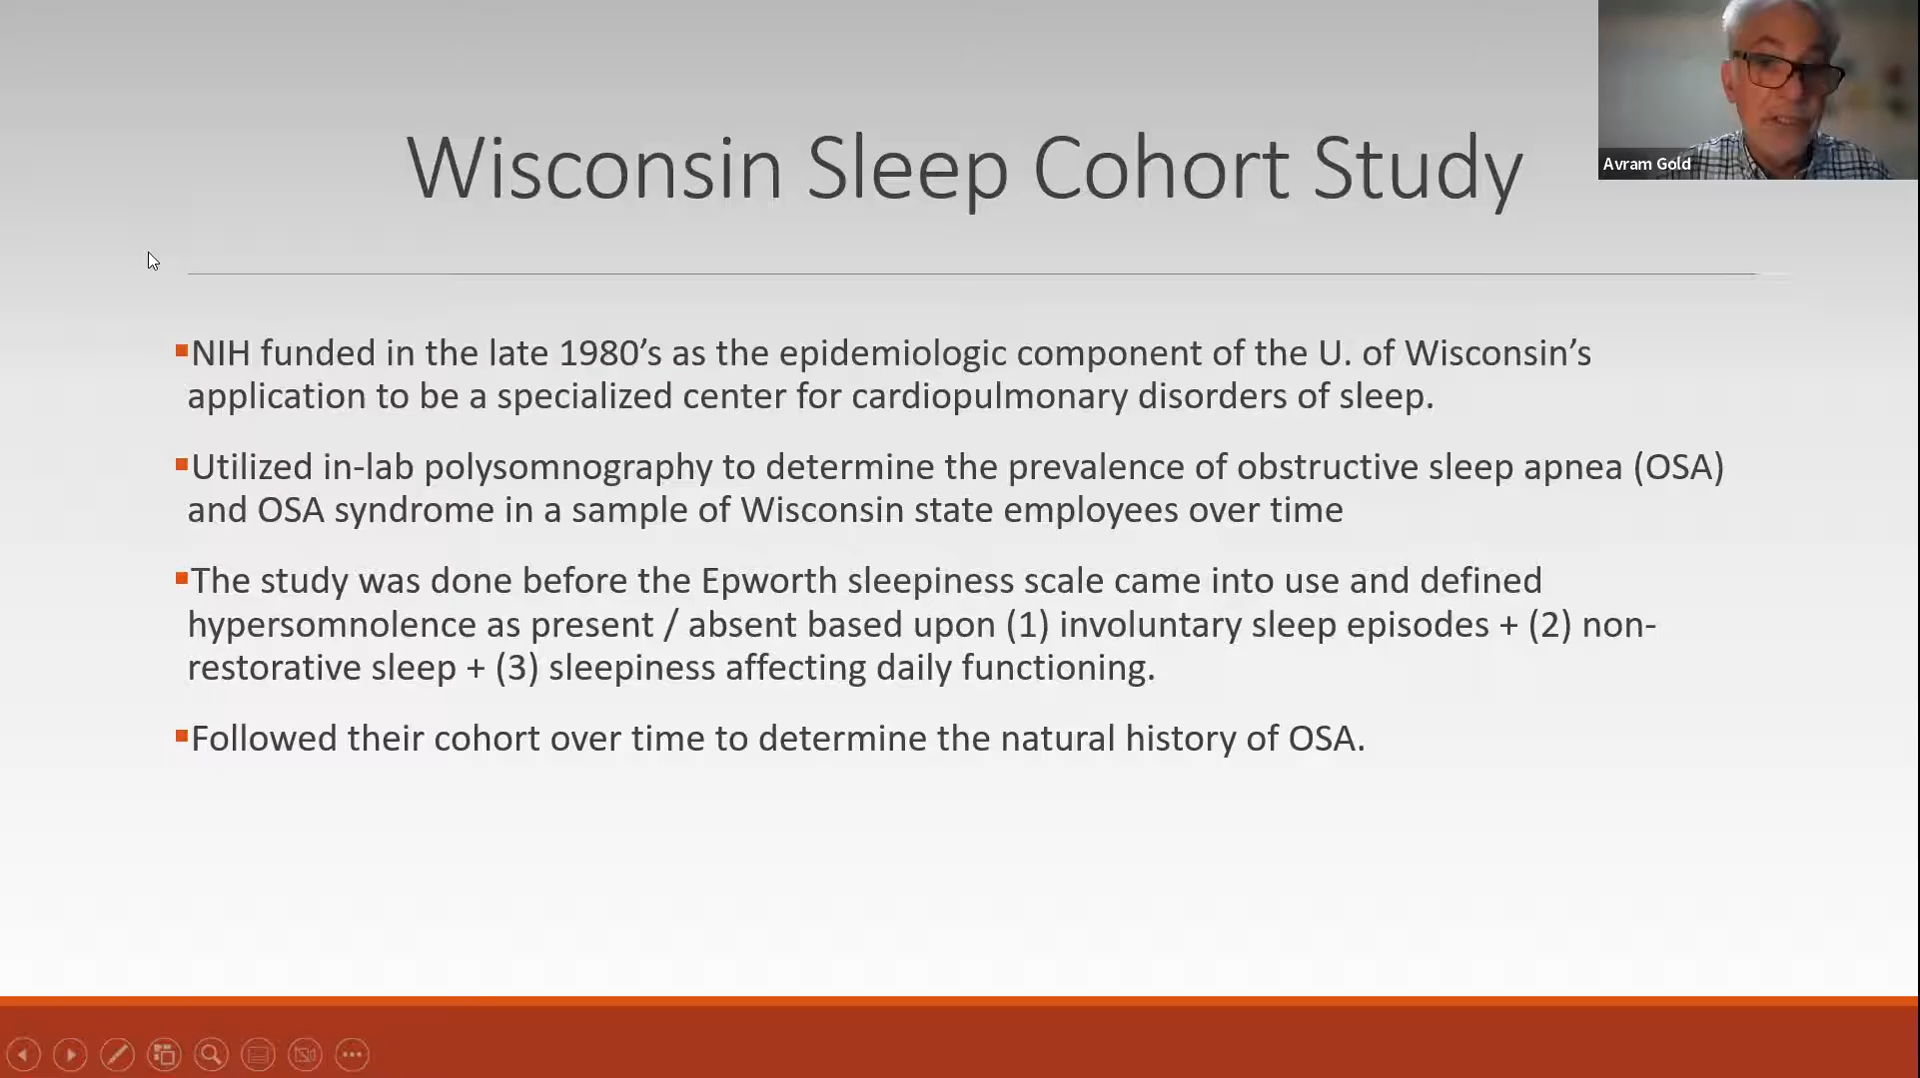 Wisconsin Sleep Cohort Study
Avram Gold
NIH funded in the late 1980’s as the epidemiologic component of the U. of Wisconsin’s
application to be a specialized center for cardiopulmonary disorders of sleep.
Utilized in-lab polysomnography to determine the prevalence of obstructive sleep apnea (OSA)
and OSA syndrome in a sample of Wisconsin state employees over time
The study was done before the Epworth sleepiness scale came into use and defined
hypersomnolence as present / absent based upon (1) involuntary sleep episodes + (2) non-
restorative sleep + (3) sleepiness affecting daily functioning.
Followed their cohort over time to determine the natural history of OSA.